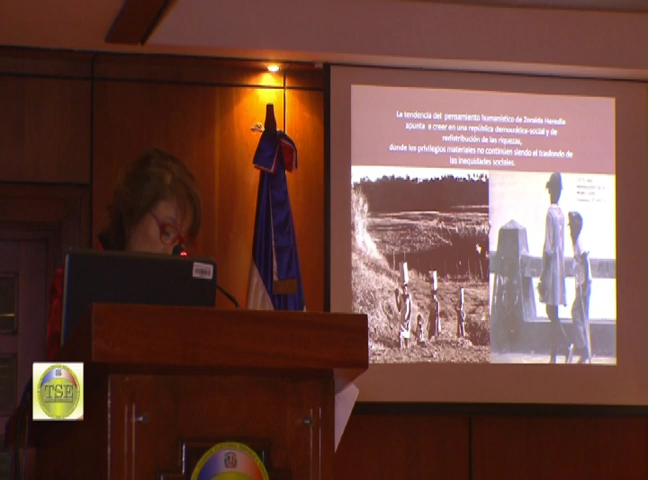 La tendencia del pensamiento humanístico de Zoraida Heredia
apunta a creer en una república democrática-social y de
redistribución de las riquezas,
donde los privilegios materiales no continúen siendo el trasfondo de
las inequidades sociales.
TSE